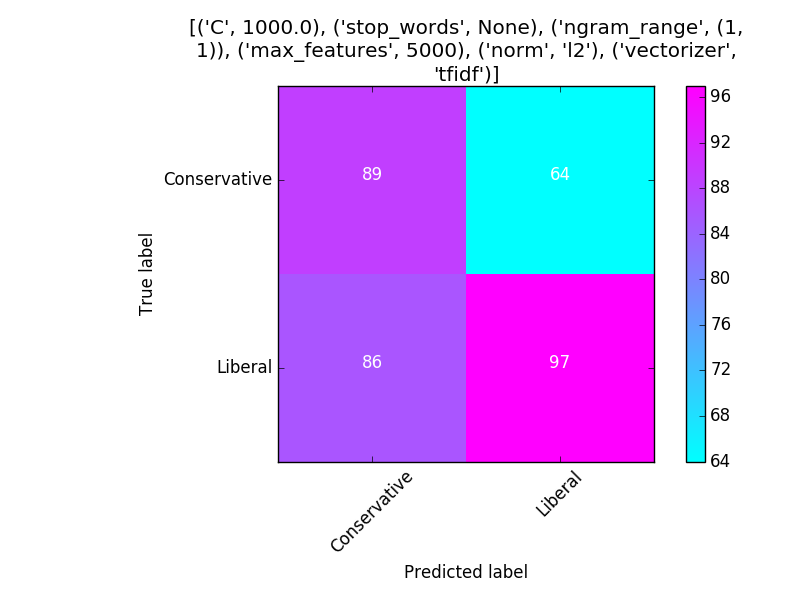 [('C', 1000.0), ('stop_words', None), ('ngram_range', (1,
1)), ('max_features', 5000), ('norm', 'l2'), ('vectorizer',
'tfidf')]
96
92
88
84
80
76
72
68
64
True label
Conservative
89
64
Liberal
86
97
Conservative
Liberal
Predicted label